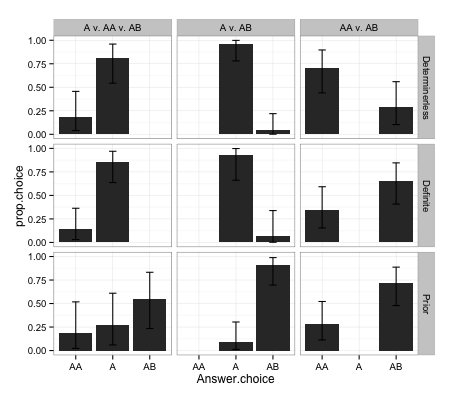 A v. AA v. AB
A v. AB
AA v. AB
1.00
0.75
0.50
0.25
0.00
Determinerless
1.00
0.75
0.50
0.25
0.00
Definite
1.00
0.75
0.50
0.25
0.00
Prior
prop.choice
AA A AB
AA A AB
AA A AB
Answer.choice